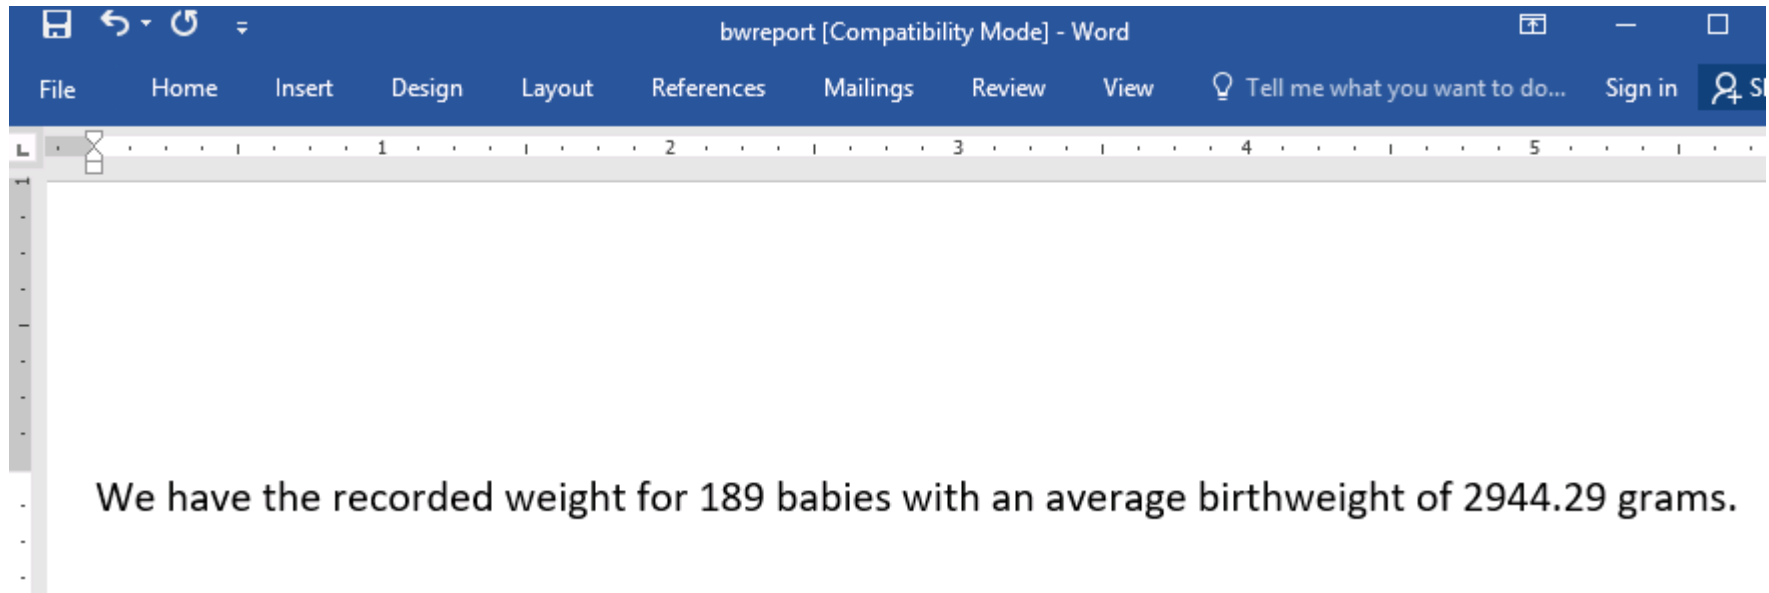 bwreport [Compatibility Mode] - Word
File Home Insert Design Layout References Mailings Review View Tell me what you want to do... Sign in
L 1 2 3 4 5
1
We have the recorded weight for 189 babies with an average birthweight of 2944.29 grams.